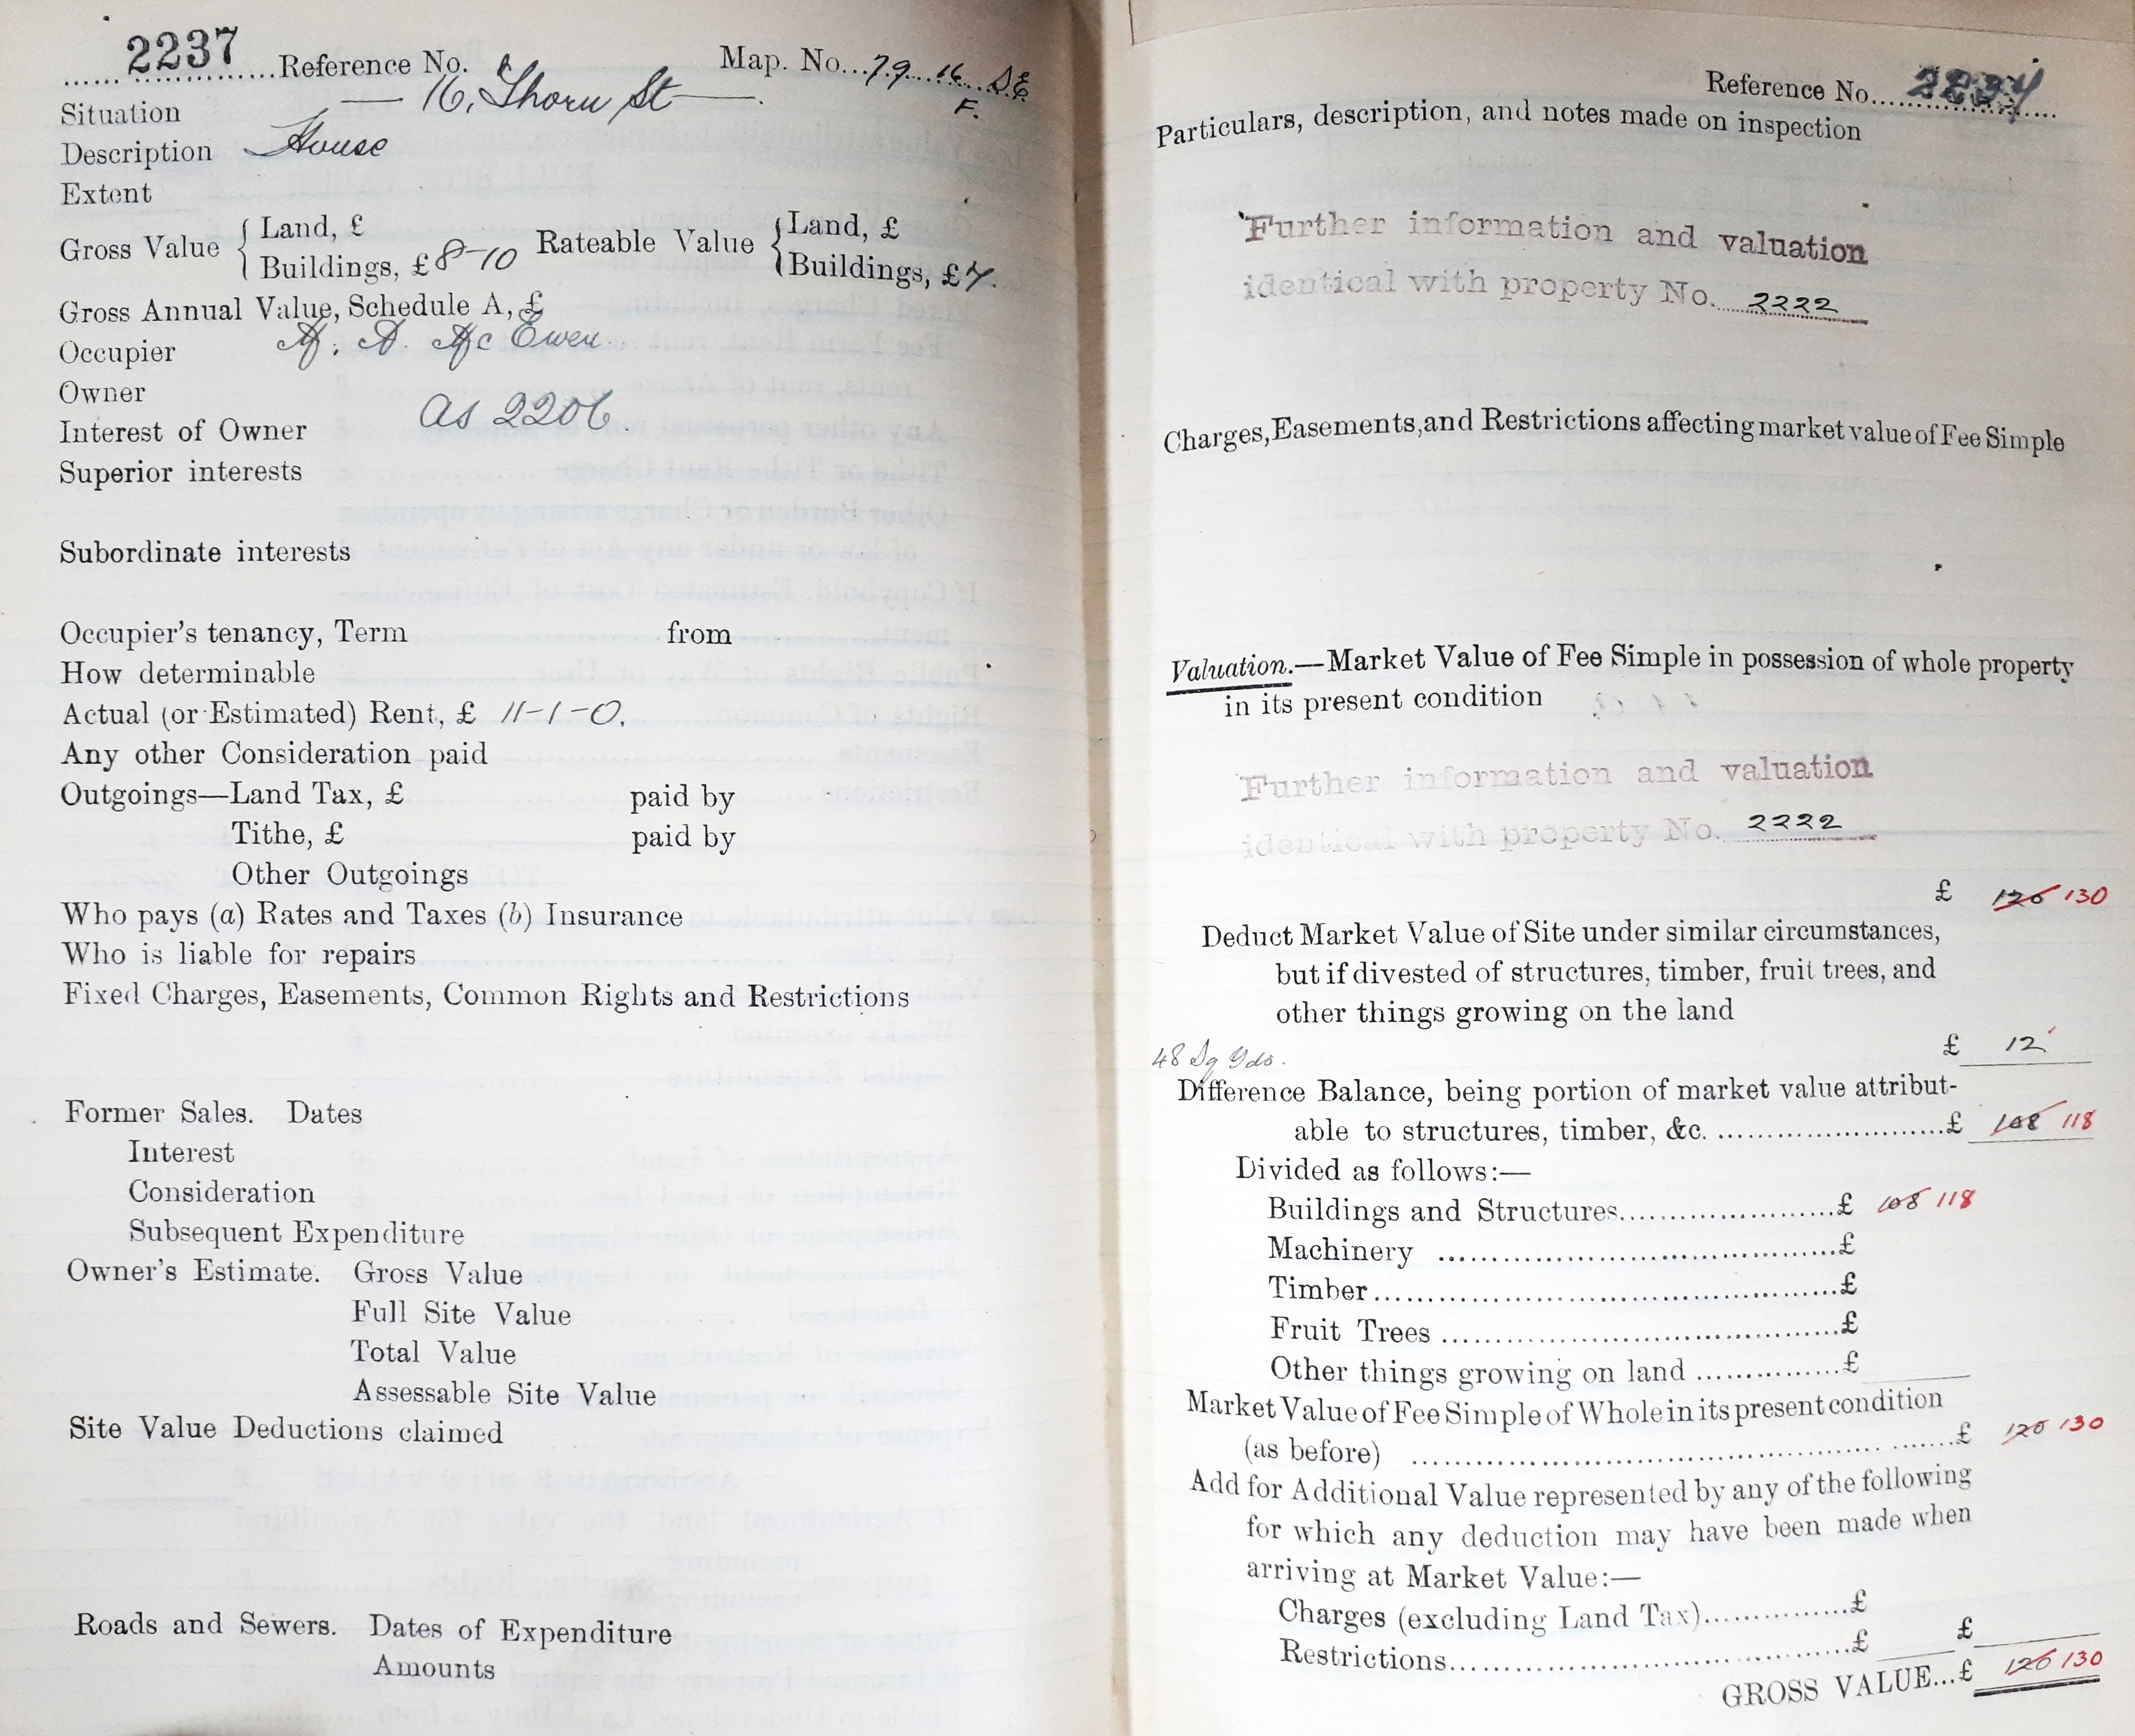 2237 Reference No. Map. No. 79 16 S.E
F.
Situation — 16, Thorn St —.
Description House
Extent
Gross Value { Land, £ Rateable Value { Land, £
Buildings, £ 8-10 Buildings, £ 7.
Gross Annual Value, Schedule A, £
Occupier A. Mc Ewen
Owner
as 2206.
Interest of Owner
Superior interests
Subordinate interests
Occupier's tenancy, Term from
How determinable
Actual (or Estimated) Rent, £ 11-1-0.
Any other Consideration paid
Outgoings—Land Tax, £ paid by
Tithe, £ paid by
Other Outgoings
Who pays (a) Rates and Taxes (b) Insurance
Who is liable for repairs
Fixed Charges, Easements, Common Rights and Restrictions
Former Sales. Dates
Interest
Consideration
Subsequent Expenditure
Owner's Estimate. Gross Value
Full Site Value
Total Value
Assessable Site Value
Site Value Deductions claimed
Roads and Sewers. Dates of Expenditure
Amounts
Reference No. 2237
Particulars, description, and notes made on inspection
Further information and valuation
identical with property No. 2222
Charges, Easements, and Restrictions affecting market value of Fee Simple
Valuation.—Market Value of Fee Simple in possession of whole property
in its present condition
Further information and valuation
identical with property No. 2222
£ 120 130
Deduct Market Value of Site under similar circumstances,
but if divested of structures, timber, fruit trees, and
other things growing on the land
48 Sq Yds. £ 12
Difference Balance, being portion of market value attribut-
able to structures, timber, &c. £ 108 118
Divided as follows:—
Buildings and Structures £ 108 118
Machinery £
Timber £
Fruit Trees £
Other things growing on land £
Market Value of Fee Simple of Whole in its present condition
(as before) £ 120 130
Add for Additional Value represented by any of the following
for which any deduction may have been made when
arriving at Market Value:—
Charges (excluding Land Tax) £
Restrictions £ £
GROSS VALUE...£ 120 130